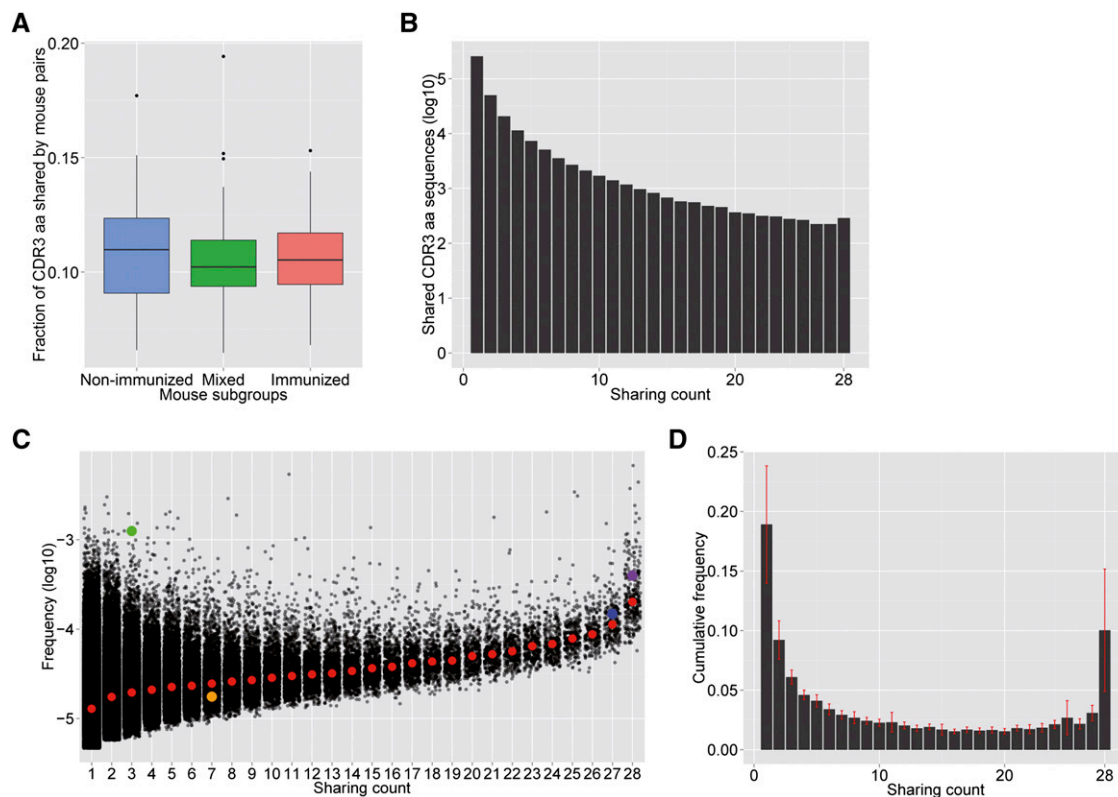 A
Fraction of CDR3 aa shared by mouse pairs
0.20
0.15
0.10
Non-immunized Mixed Immunized
Mouse subgroups
B
Shared CDR3 aa sequences (log10)
5
4
3
2
1
0
0 10 20 28
Sharing count
C
Frequency (log10)
−3
−4
−5
1 2 3 4 5 6 7 8 9 10 11 12 13 14 15 16 17 18 19 20 21 22 23 24 25 26 27 28
Sharing count
D
Cumulative frequency
0.25
0.20
0.15
0.10
0.05
0.00
0 10 20 28
Sharing count